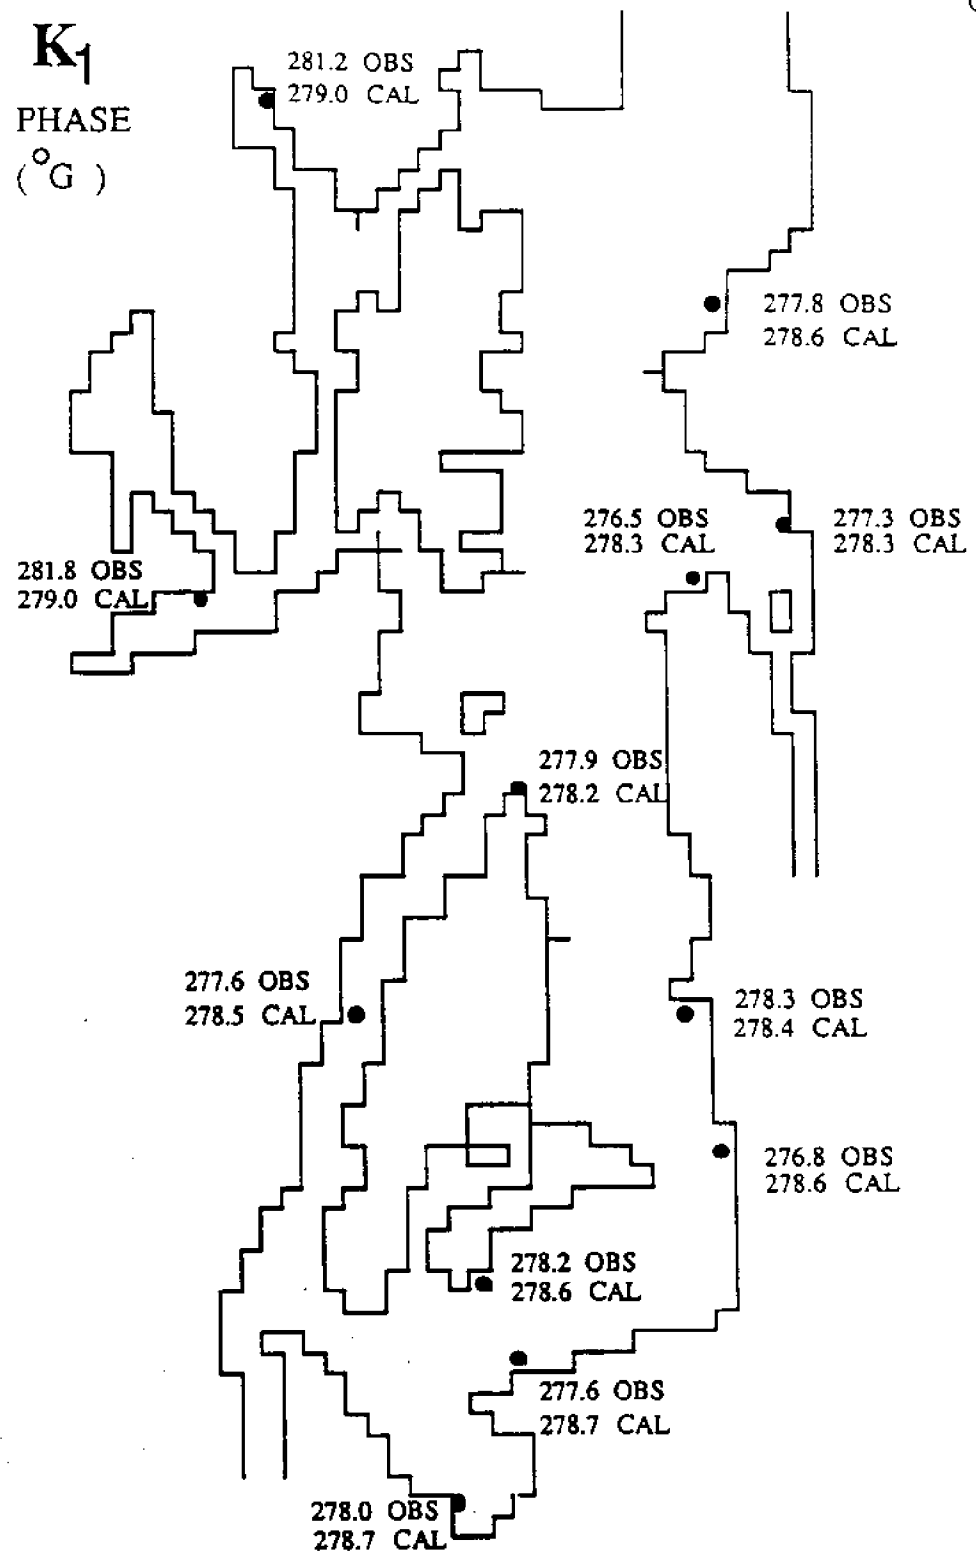 K1
PHASE
(°G )
281.2 OBS
279.0 CAL
277.8 OBS
278.6 CAL
276.5 OBS
278.3 CAL
277.3 OBS
278.3 CAL
281.8 OBS
279.0 CAL
277.9 OBS
278.2 CAL
277.6 OBS
278.5 CAL
278.3 OBS
278.4 CAL
276.8 OBS
278.6 CAL
278.2 OBS
278.6 CAL
277.6 OBS
278.7 CAL
278.0 OBS
278.7 CAL